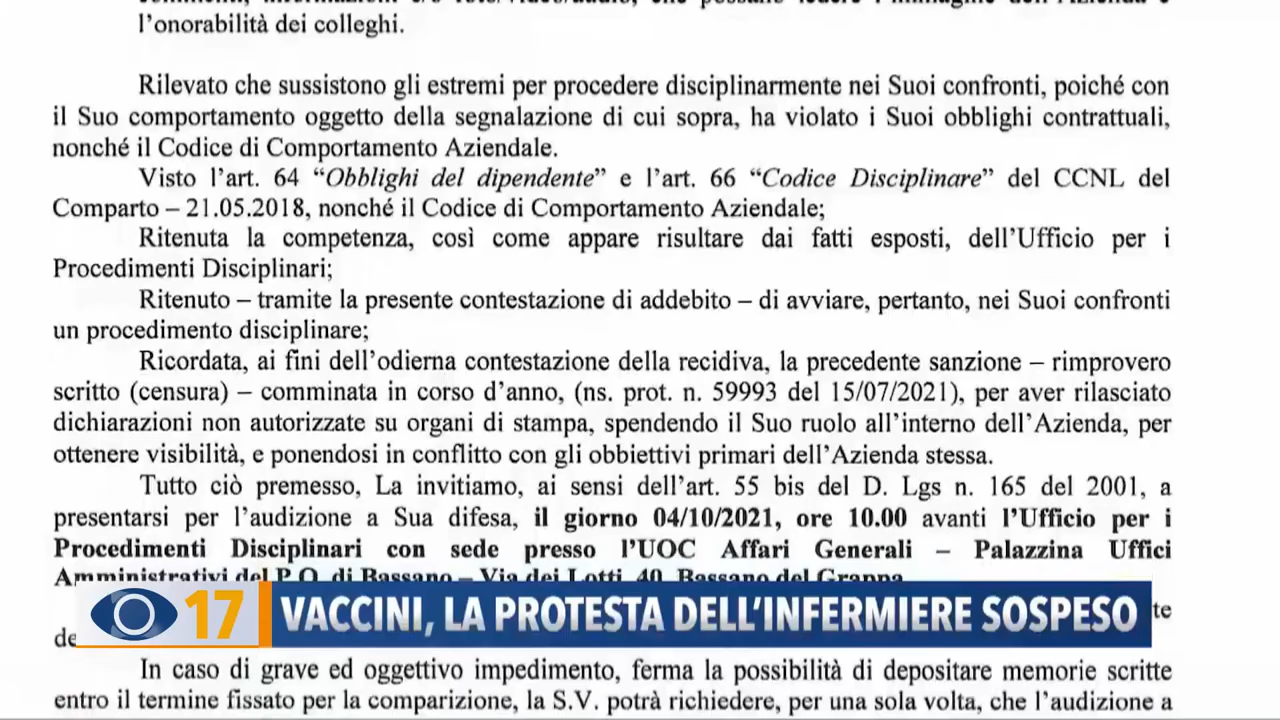 l'onorabilità dei colleghi.
Rilevato che sussistono gli estremi per procedere disciplinarmente nei Suoi confronti, poiché con
il Suo comportamento oggetto della segnalazione di cui sopra, ha violato i Suoi obblighi contrattuali,
nonché il Codice di Comportamento Aziendale.
Visto l'art. 64 “Obblighi del dipendente” e l'art. 66 “Codice Disciplinare” del CCNL del
Comparto – 21.05.2018, nonché il Codice di Comportamento Aziendale;
Ritenuta la competenza, così come appare risultare dai fatti esposti, dell'Ufficio per i
Procedimenti Disciplinari;
Ritenuto – tramite la presente contestazione di addebito – di avviare, pertanto, nei Suoi confronti
un procedimento disciplinare;
Ricordata, ai fini dell'odierna contestazione della recidiva, la precedente sanzione – rimprovero
scritto (censura) – comminata in corso d'anno, (ns. prot. n. 59993 del 15/07/2021), per aver rilasciato
dichiarazioni non autorizzate su organi di stampa, spendendo il Suo ruolo all'interno dell'Azienda, per
ottenere visibilità, e ponendosi in conflitto con gli obbiettivi primari dell'Azienda stessa.
Tutto ciò premesso, La invitiamo, ai sensi dell'art. 55 bis del D. Lgs n. 165 del 2001, a
presentarsi per l'audizione a Sua difesa, il giorno 04/10/2021, ore 10.00 avanti l'Ufficio per i
Procedimenti Disciplinari con sede presso l'UOC Affari Generali – Palazzina Uffici
Amministrativi del P.O. di Bassano – Via dei Lotti, 40, Bassano del Grappa
17 VACCINI, LA PROTESTA DELL'INFERMIERE SOSPESO
te
de
In caso di grave ed oggettivo impedimento, ferma la possibilità di depositare memorie scritte
entro il termine fissato per la comparizione, la S.V. potrà richiedere, per una sola volta, che l'audizione a